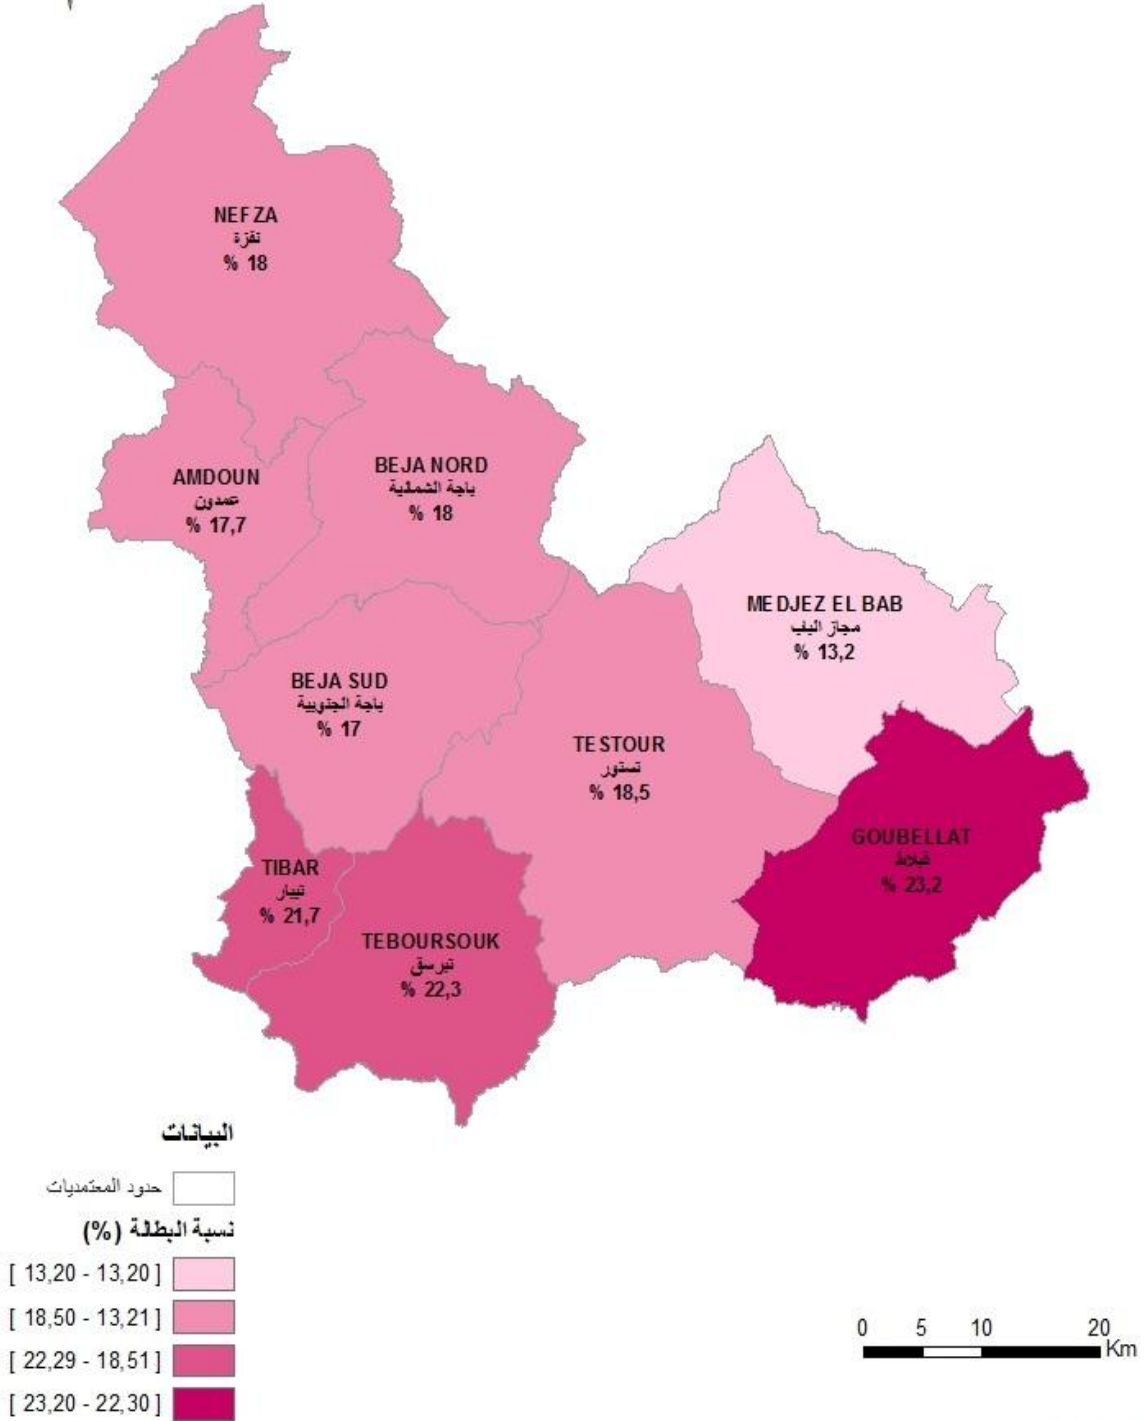 NEFZA
نفزة
% 18
AMDOUN
عمدون
% 17,7
BEJA NORD
باجة الشمالية
% 18
MEDJEZ EL BAB
مجاز الباب
% 13,2
BEJA SUD
باجة الجنوبية
% 17
TESTOUR
تستور
% 18,5
GOUBELLAT
قبلاط
% 23,2
TIBAR
تيبار
% 21,7
TEBOURSOUK
تبرسق
% 22,3
البيانات
حدود المعتمديات
نسبة البطالة (%)
[ 13,20 - 13,20 ]
[ 18,50 - 13,21 ]
[ 22,29 - 18,51 ]
[ 23,20 - 22,30 ]
0 5 10 20
Km